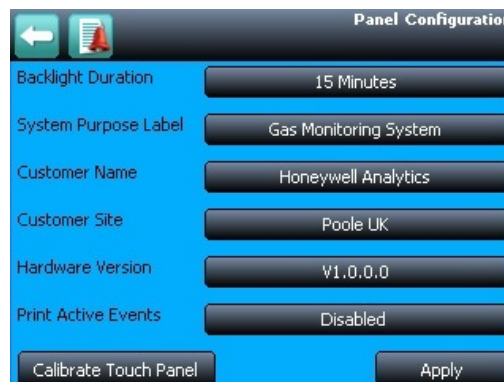 Panel Configuratio
Backlight Duration 15 Minutes
System Purpose Label Gas Monitoring System
Customer Name Honeywell Analytics
Customer Site Poole UK
Hardware Version V1.0.0.0
Print Active Events Disabled
Calibrate Touch Panel Apply